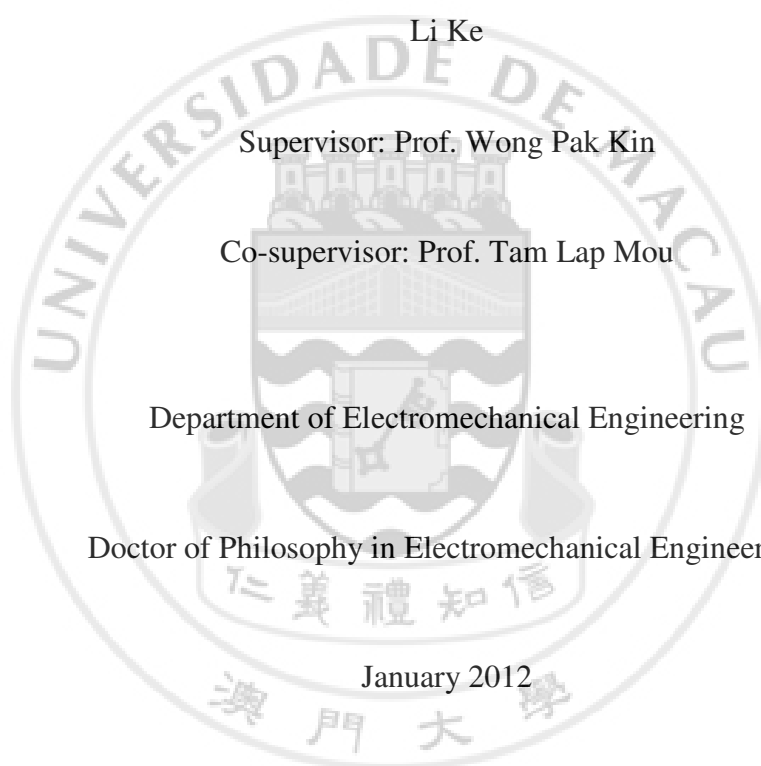 Li Ke
UNIVERSIDADE DE MACAU
Supervisor: Prof. Wong Pak Kin
Co-supervisor: Prof. Tam Lap Mou
Department of Electromechanical Engineering
Doctor of Philosophy in Electromechanical Engineer
仁義禮知信
January 2012
澳門大學